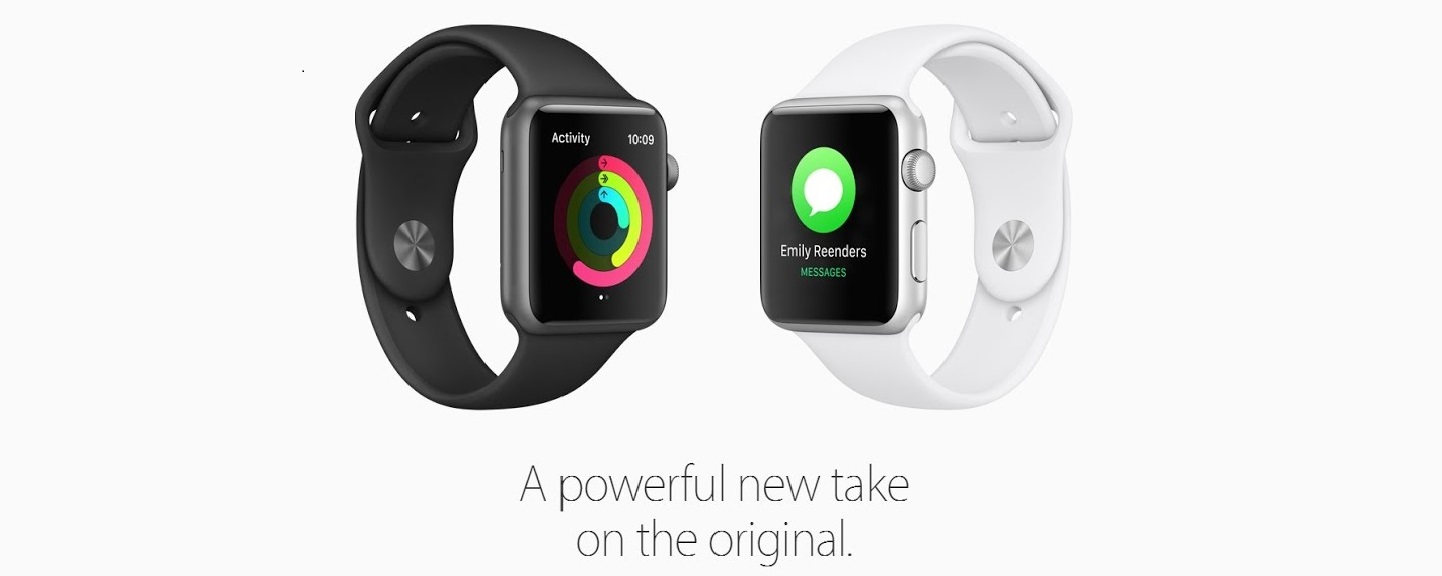 Activity 10:09
Emily Reenders
MESSAGES
A powerful new take
on the original.